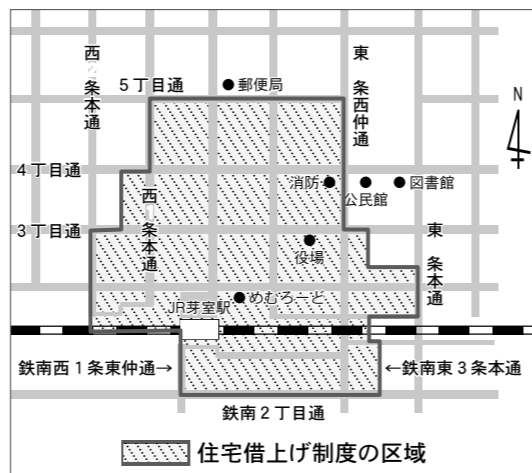 西 条本通
5丁目通
郵便局
東 条西仲通
N
4丁目通
消防
公民館
図書館
3丁目通
西1条本通
役場
東 条本通
めむろーど
JR芽室駅
鉄南西1条東仲通→
←鉄南東3条本通
鉄南2丁目通
住宅借上げ制度の区域